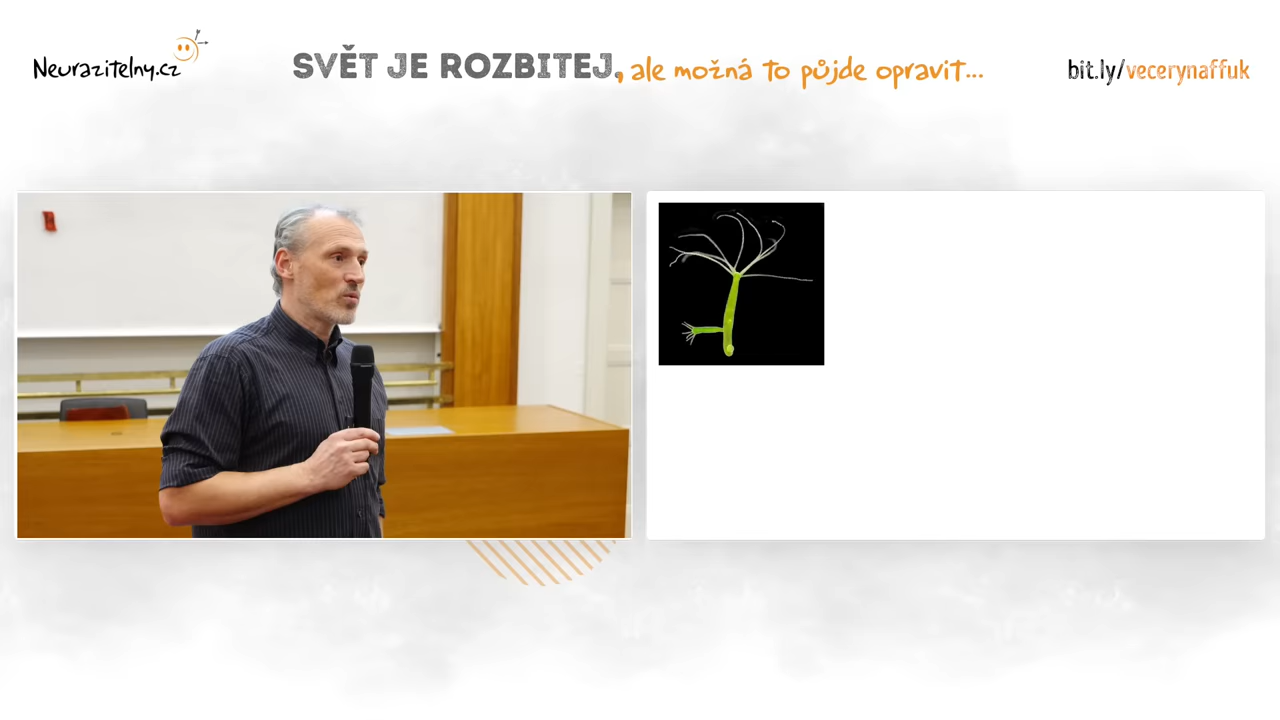 Neurazitelny.cz
SVĚT JE ROZBITEJ, ale možná to půjde opravit...
bit.ly/vecerynaffuk